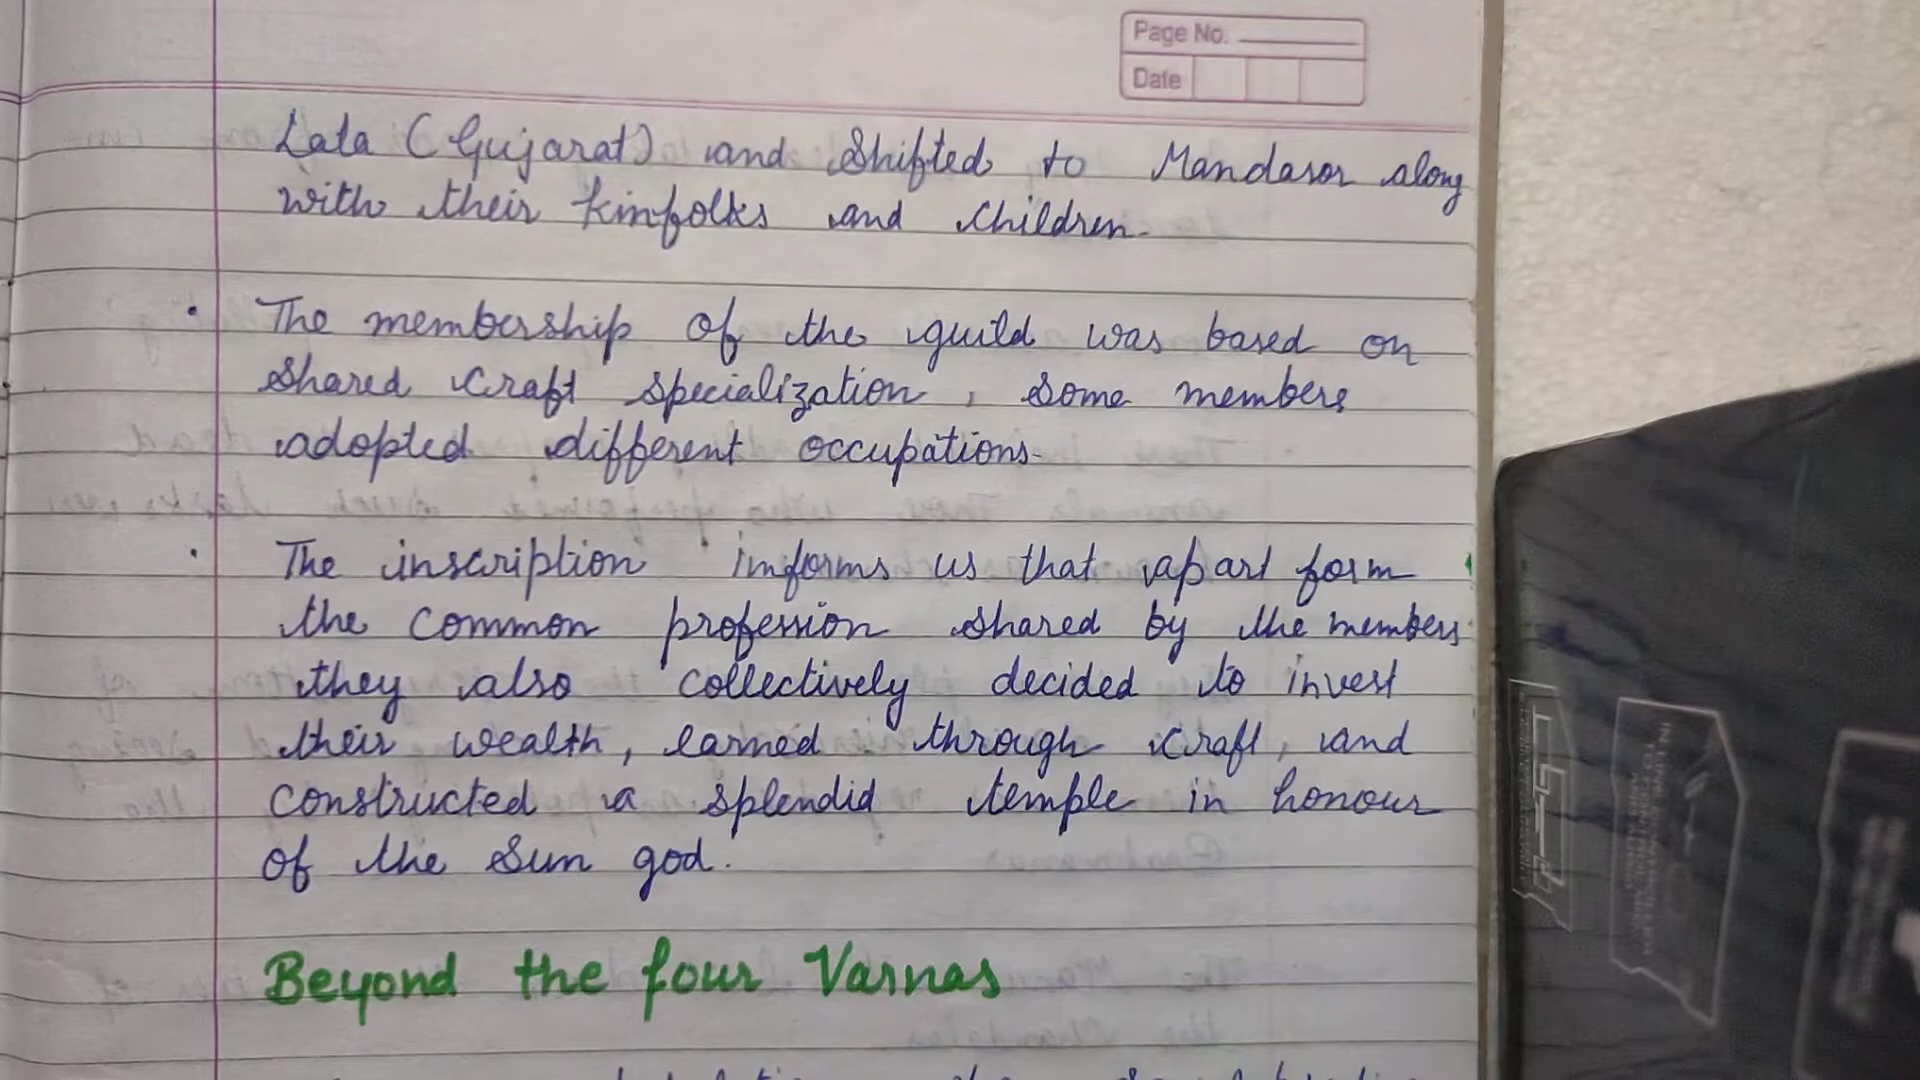 Page No.
Date
Lata (Gujarat) and shifted to Mandasor along
with their kinfolks and children.
· The membership of the guild was based on
shared craft specialization, some members
adopted different occupations.
· The inscription informs us that apart form
the common profession shared by the members
they also collectively decided to invest
their wealth, earned through craft, and
constructed a splendid temple in honour
of the Sun god.
Beyond the four Varnas